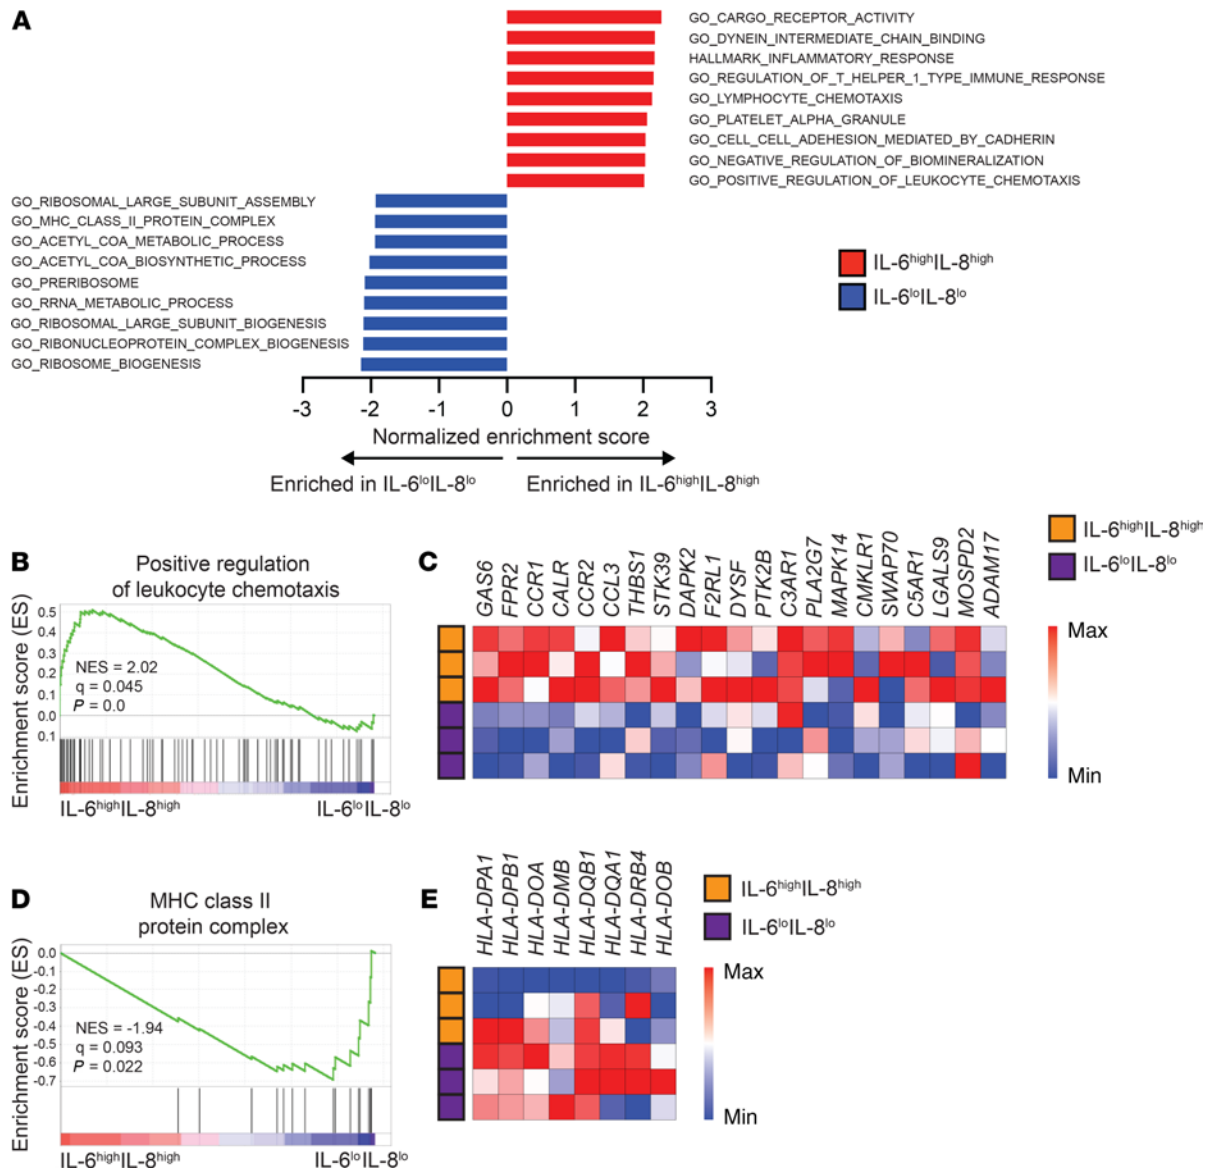 A
GO_CARGO_RECEPTOR_ACTIVITY
GO_DYNEIN_INTERMEDIATE_CHAIN_BINDING
HALLMARK_INFLAMMATORY_RESPONSE
GO_REGULATION_OF_T_HELPER_1_TYPE_IMMUNE_RESPONSE
GO_LYMPHOCYTE_CHEMOTAXIS
GO_PLATELET_ALPHA_GRANULE
GO_CELL_CELL_ADEHESION_MEDIATED_BY_CADHERIN
GO_NEGATIVE_REGULATION_OF_BIOMINERALIZATION
GO_POSITIVE_REGULATION_OF_LEUKOCYTE_CHEMOTAXIS
GO_RIBOSOMAL_LARGE_SUBUNIT_ASSEMBLY
GO_MHC_CLASS_II_PROTEIN_COMPLEX
GO_ACETYL_COA_METABOLIC_PROCESS
GO_ACETYL_COA_BIOSYNTHETIC_PROCESS
GO_PRERIBOSOME
GO_RRNA_METABOLIC_PROCESS
GO_RIBOSOMAL_LARGE_SUBUNIT_BIOGENESIS
GO_RIBONUCLEOPROTEIN_COMPLEX_BIOGENESIS
GO_RIBOSOME_BIOGENESIS
IL-6highIL-8high
IL-6loIL-8lo
-3 -2 -1 0 1 2 3
Normalized enrichment score
Enriched in IL-6loIL-8lo
Enriched in IL-6highIL-8high
B
Positive regulation
of leukocyte chemotaxis
Enrichment score (ES)
0.5
0.4
0.3
0.2
0.1
0.0
0.1
NES = 2.02
q = 0.045
P = 0.0
IL-6highIL-8high
IL-6loIL-8lo
C
GAS6 FPR2 CCR1 CALR CCR2 CCL3 THBS1 STK39 DAPK2 F2RL1 DYSF PTK2B C3AR1 PLA2G7 MAPK14 CMKLR1 SWAP70 C5AR1 LGALS9 MOSPD2 ADAM17
IL-6highIL-8high
IL-6loIL-8lo
Max
Min
D
MHC class II
protein complex
Enrichment score (ES)
0.0
-0.1
-0.2
-0.3
-0.4
-0.5
-0.6
-0.7
NES = -1.94
q = 0.093
P = 0.022
IL-6highIL-8high
IL-6loIL-8lo
E
HLA-DPA1 HLA-DPB1 HLA-DOA HLA-DMB HLA-DQB1 HLA-DQA1 HLA-DRB4 HLA-DOB
IL-6highIL-8high
IL-6loIL-8lo
Max
Min